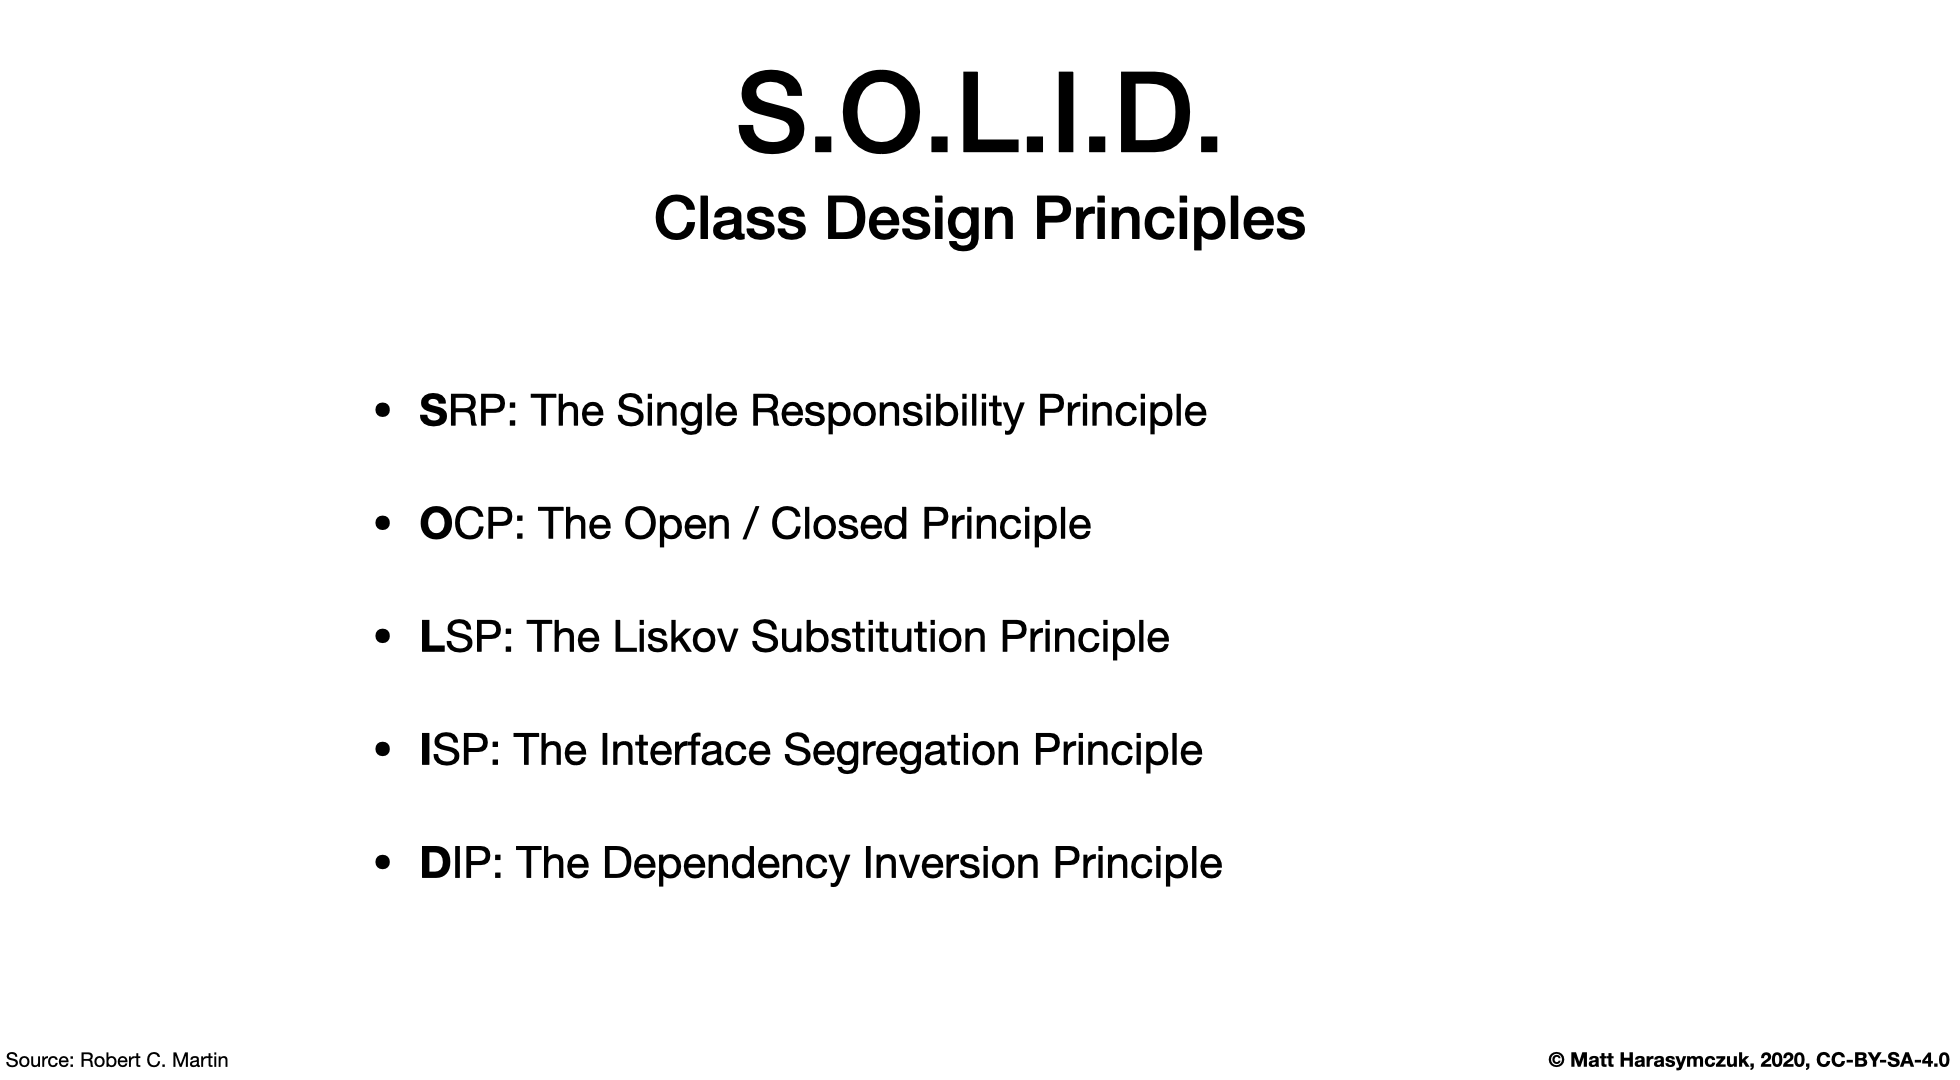 S.O.L.I.D.
Class Design Principles
• SRP: The Single Responsibility Principle
• OCP: The Open / Closed Principle
• LSP: The Liskov Substitution Principle
• ISP: The Interface Segregation Principle
• DIP: The Dependency Inversion Principle
Source: Robert C. Martin
© Matt Harasymczuk, 2020, CC-BY-SA-4.0